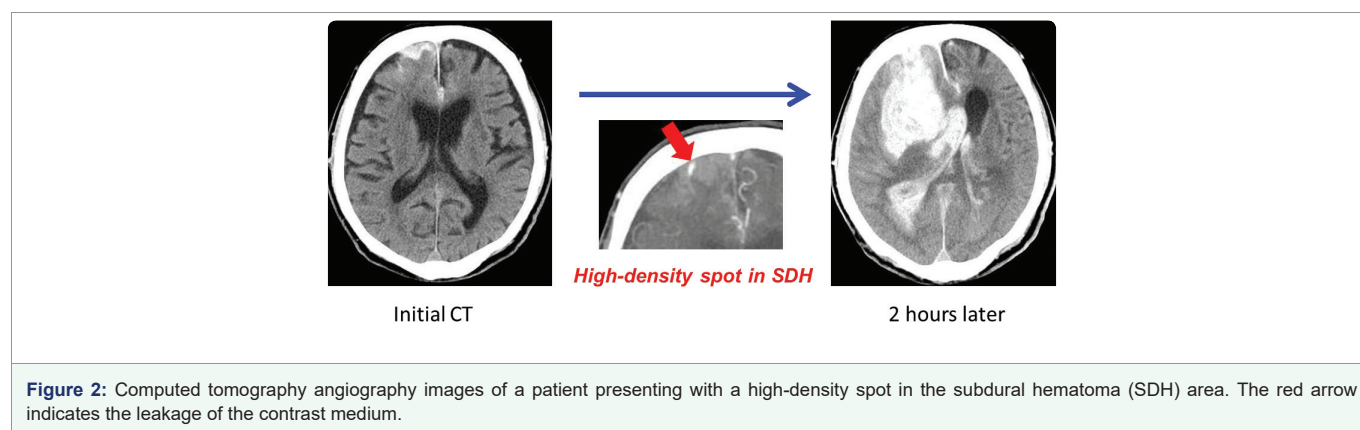 High-density spot in SDH
Initial CT
2 hours later
Figure 2: Computed tomography angiography images of a patient presenting with a high-density spot in the subdural hematoma (SDH) area. The red arrow
indicates the leakage of the contrast medium.